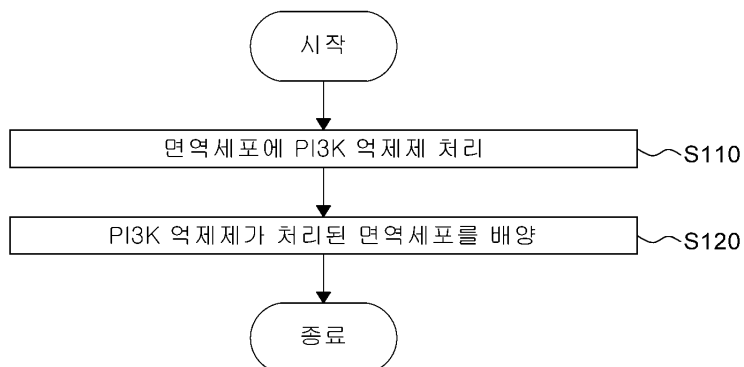 시작
면역세포에 PI3K 억제제 처리
S110
PI3K 억제제가 처리된 면역세포를 배양
S120
종료